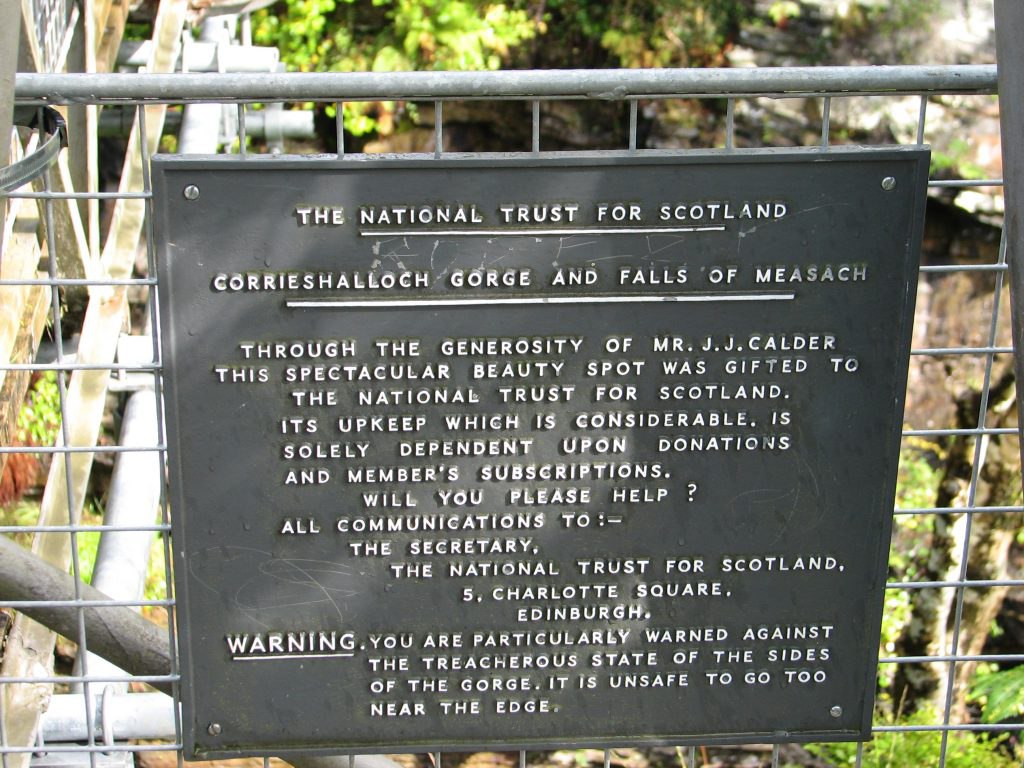 THE NATIONAL TRUST FOR SCOTLAND
CORRIESHALLOCH GORGE AND FALLS OF MEASACH
THROUGH THE GENEROSITY OF MR. J. J. CALDER
THIS SPECTACULAR BEAUTY SPOT WAS GIFTED TO
THE NATIONAL TRUST FOR SCOTLAND.
ITS UPKEEP WHICH IS CONSIDERABLE, IS
SOLELY DEPENDENT UPON DONATIONS
AND MEMBER'S SUBSCRIPTIONS.
WILL YOU PLEASE HELP ?
ALL COMMUNICATIONS TO :—
THE SECRETARY,
THE NATIONAL TRUST FOR SCOTLAND,
5, CHARLOTTE SQUARE,
EDINBURGH.
WARNING. YOU ARE PARTICULARLY WARNED AGAINST
THE TREACHEROUS STATE OF THE SIDES
OF THE GORGE. IT IS UNSAFE TO GO TOO
NEAR THE EDGE.